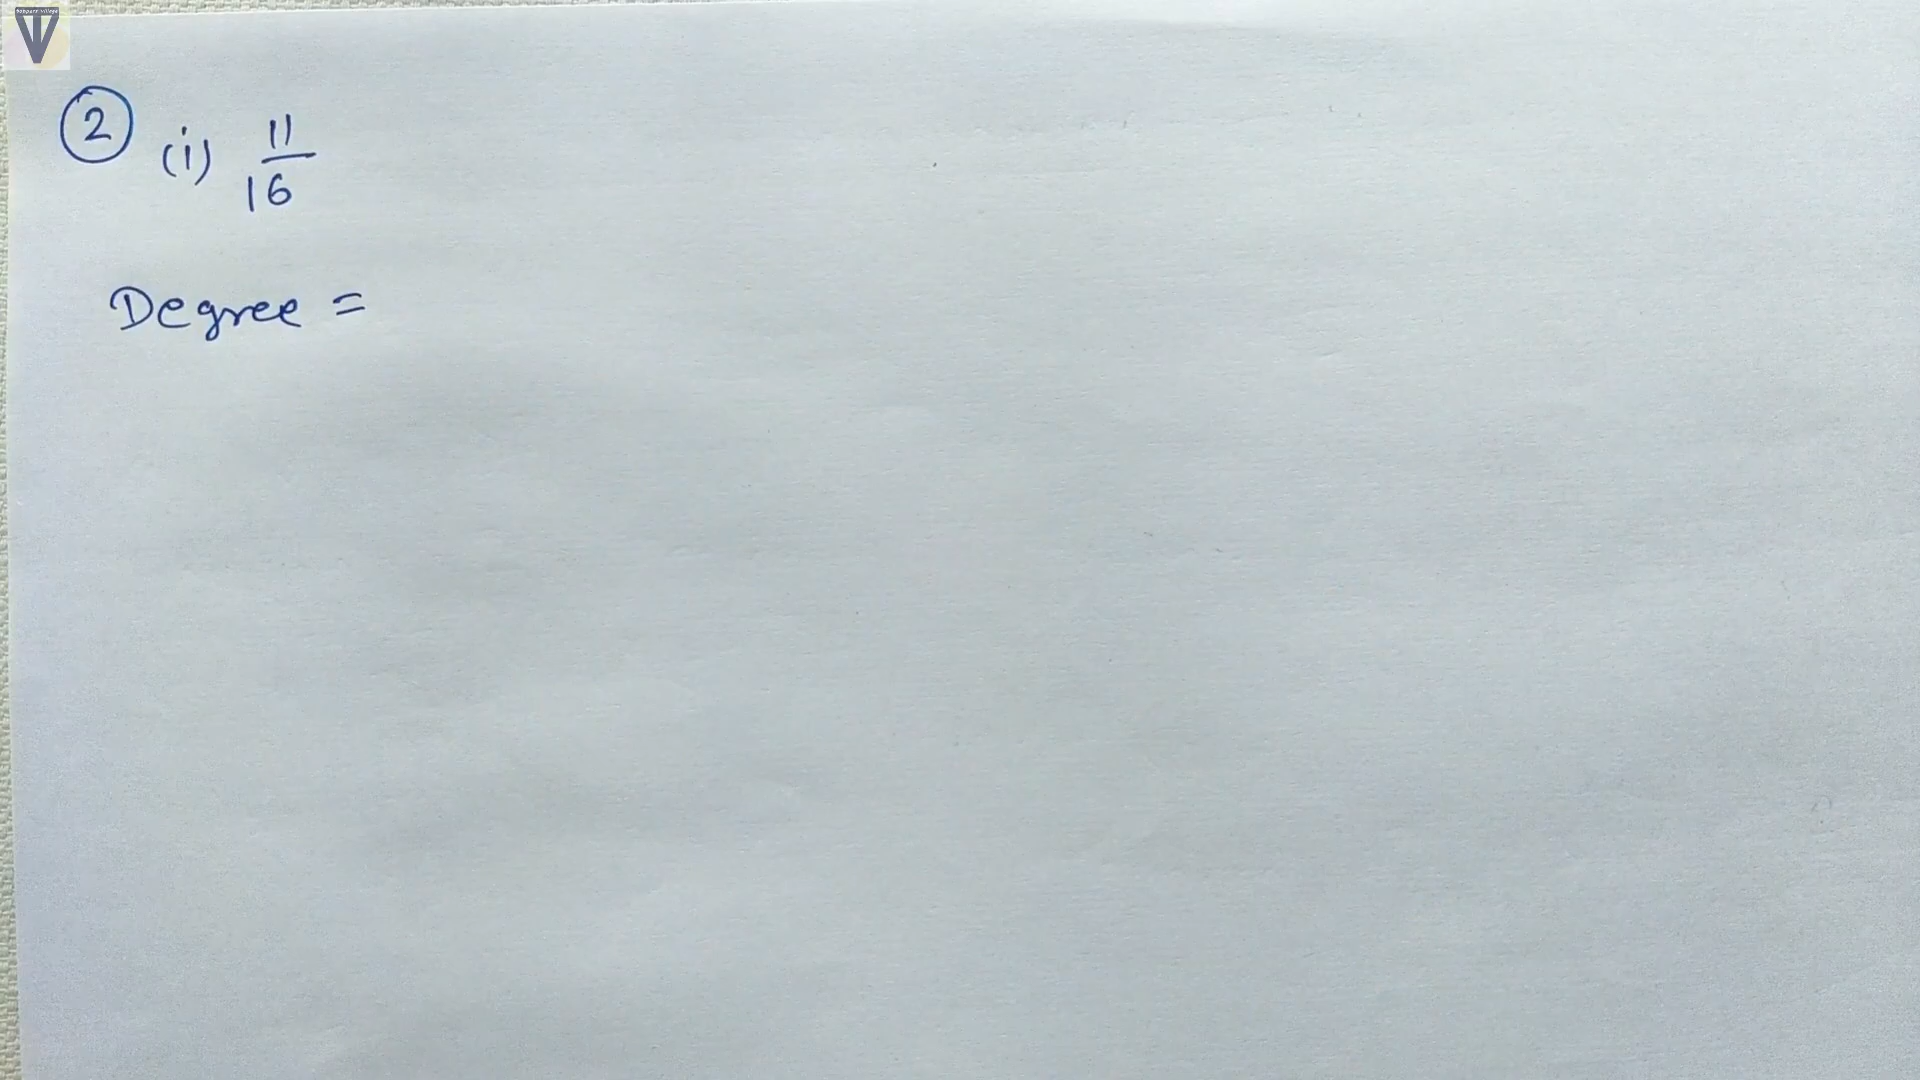 ② (i) 11/16
Degree =